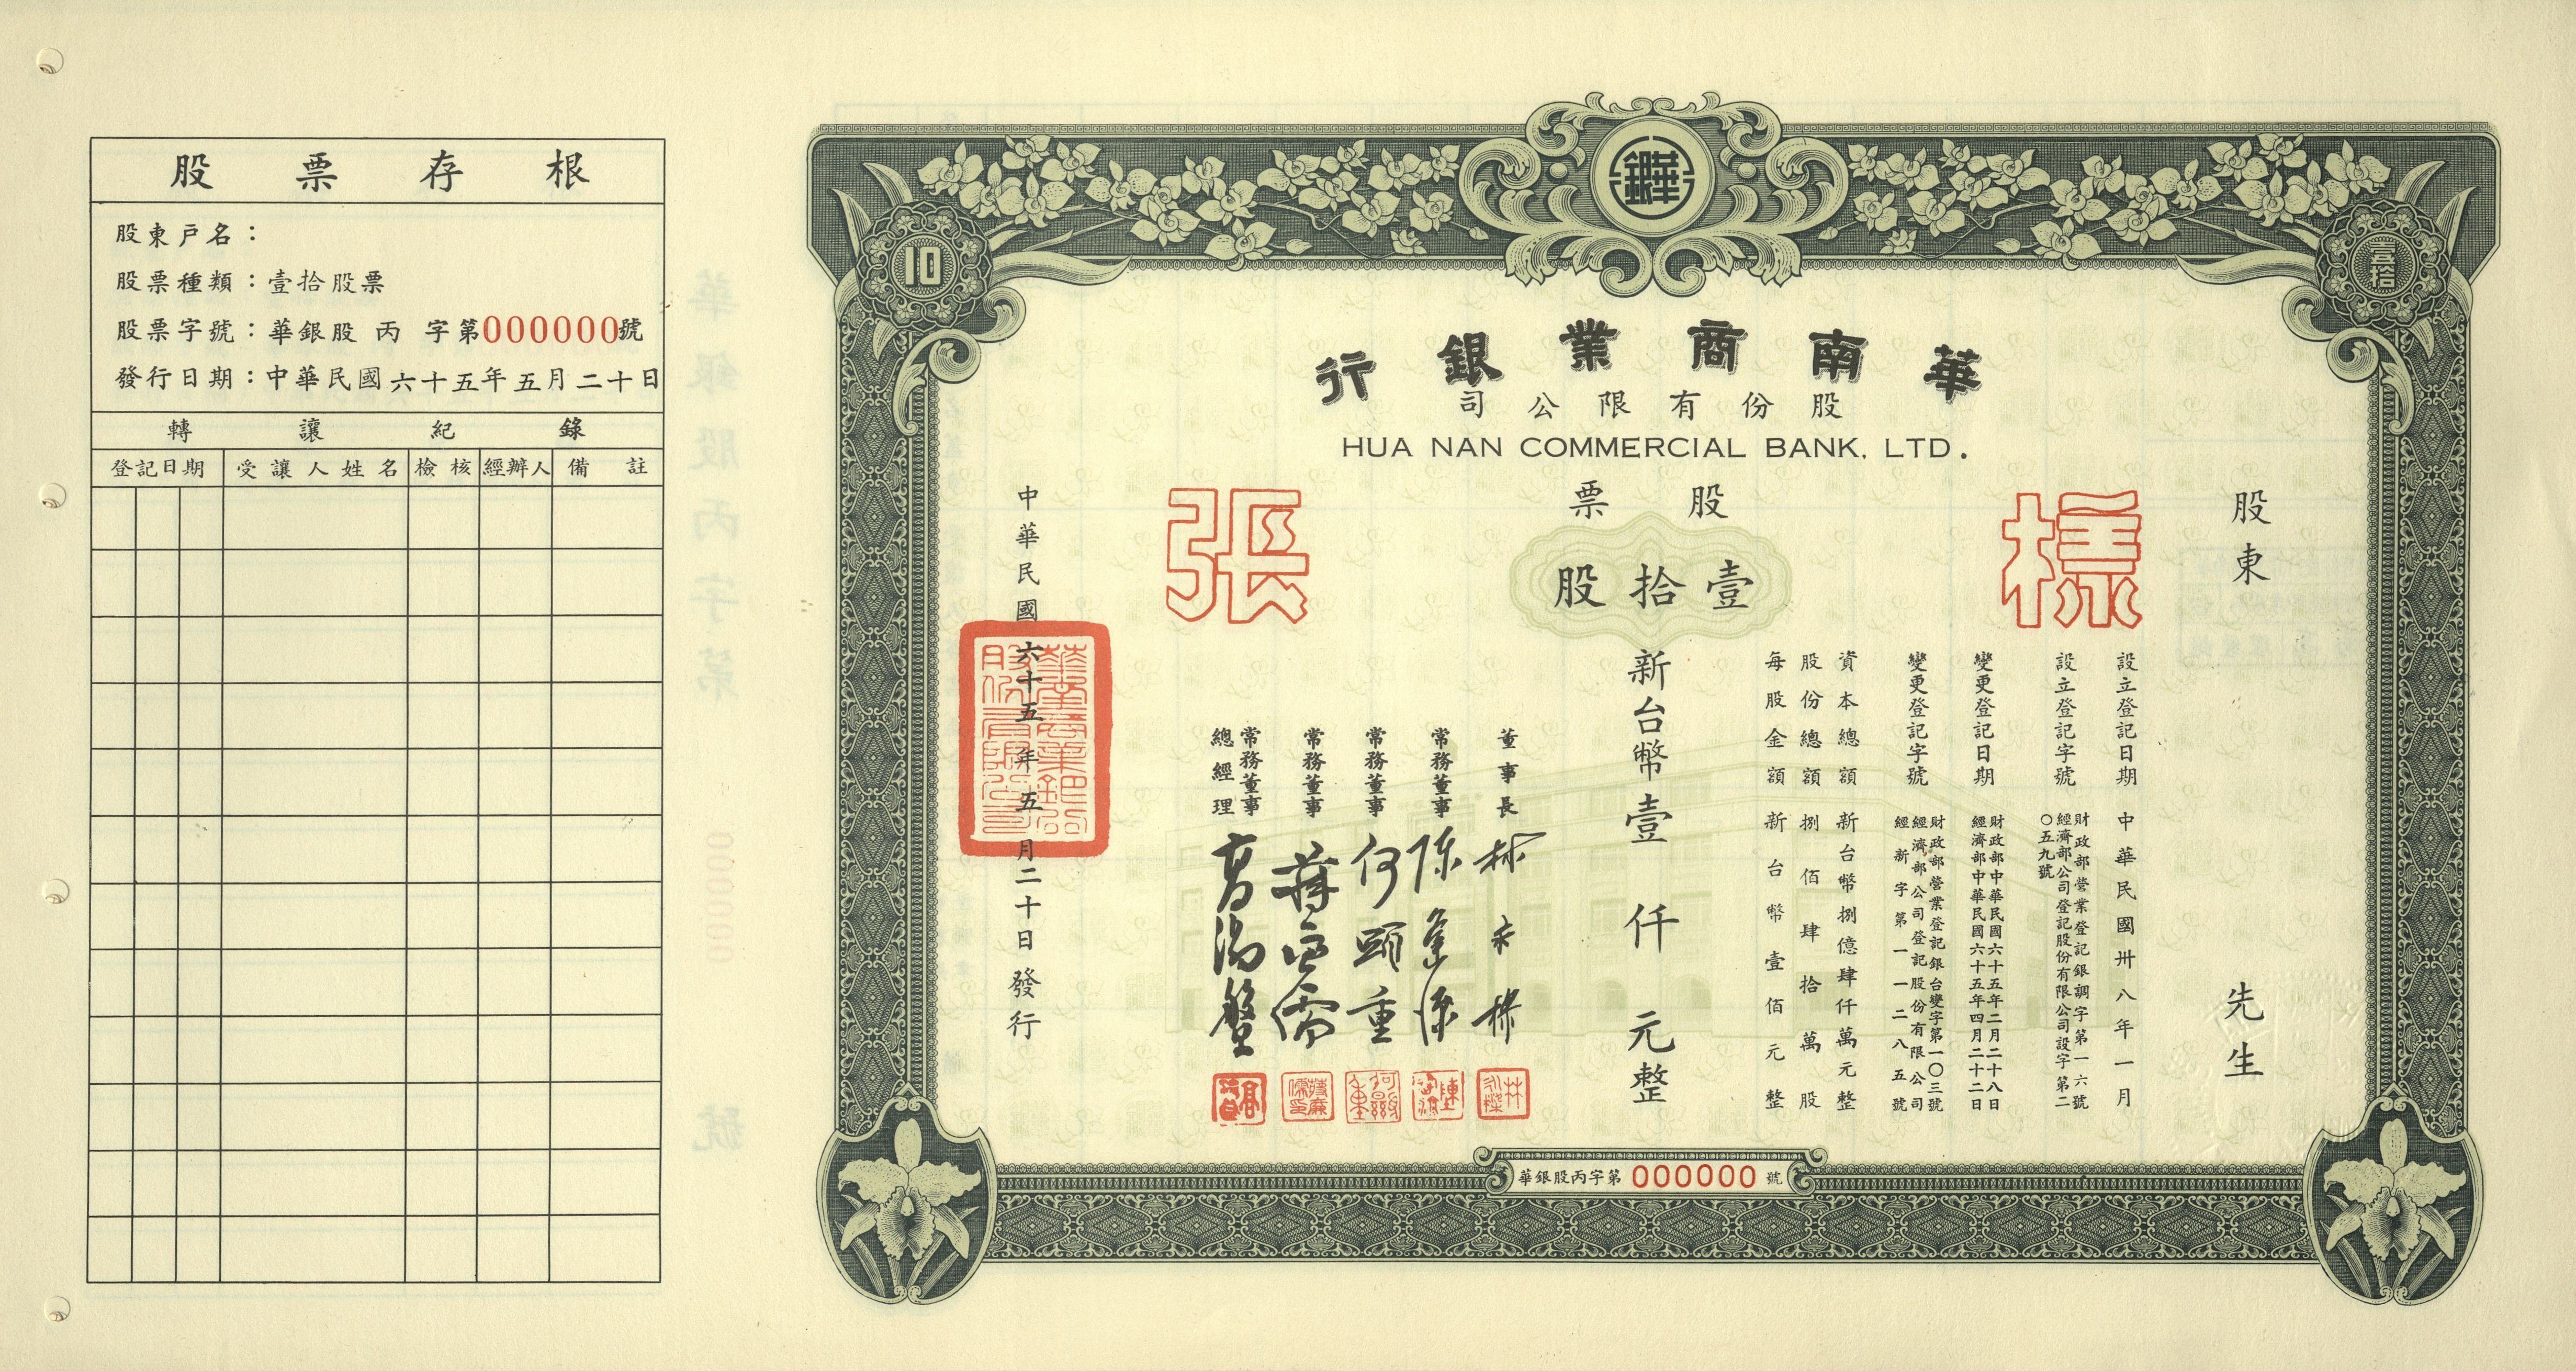 股票存根
股東戶名：
股票種類：壹拾股票
股票字號：華銀股 丙 字第000000號
發行日期：中華民國六十五年五月二十日
轉讓紀錄
登記日期 受讓人姓名 檢核 經辦人 備註
10
壹拾
華南商業銀行
股份有限公司
HUA NAN COMMERCIAL BANK, LTD.
股票
樣張
壹拾股
股東 先生
設立登記日期 中華民國卅八年一月
設立登記字號 財政部營業登記銀調字第一六號
經濟部公司登記股份有限公司設字第二〇五九號
變更登記日期 財政部中華民國六十五年二月二十八日
經濟部中華民國六十五年四月二十二日
變更登記字號 財政部營業登記銀台變字第一〇三號
經濟部公司登記股份有限公司
經新字第一一二八五號
資本總額 新台幣捌億肆仟萬元整
股份總額 捌佰肆拾萬股
每股金額 新台幣壹佰元整
新台幣壹仟元整
董事長
常務董事
常務董事 何顯重
常務董事
常務董事
總經理
中華民國六十五年五月二十日發行
華銀股丙字第000000號
華銀股丙字第 000000 號